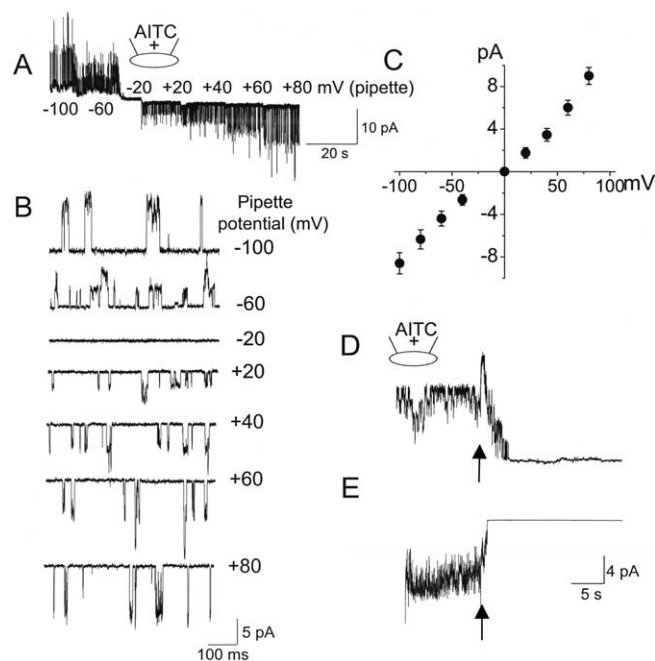 A
AITC
+
-100 -60 -20 +20 +40 +60 +80 mV (pipette)
10 pA
20 s
B
Pipette
potential (mV)
-100
-60
-20
+20
+40
+60
+80
5 pA
100 ms
C
pA
8
4
-100 -50 50 100 mV
-4
-8
D
AITC
+
E
4 pA
5 s